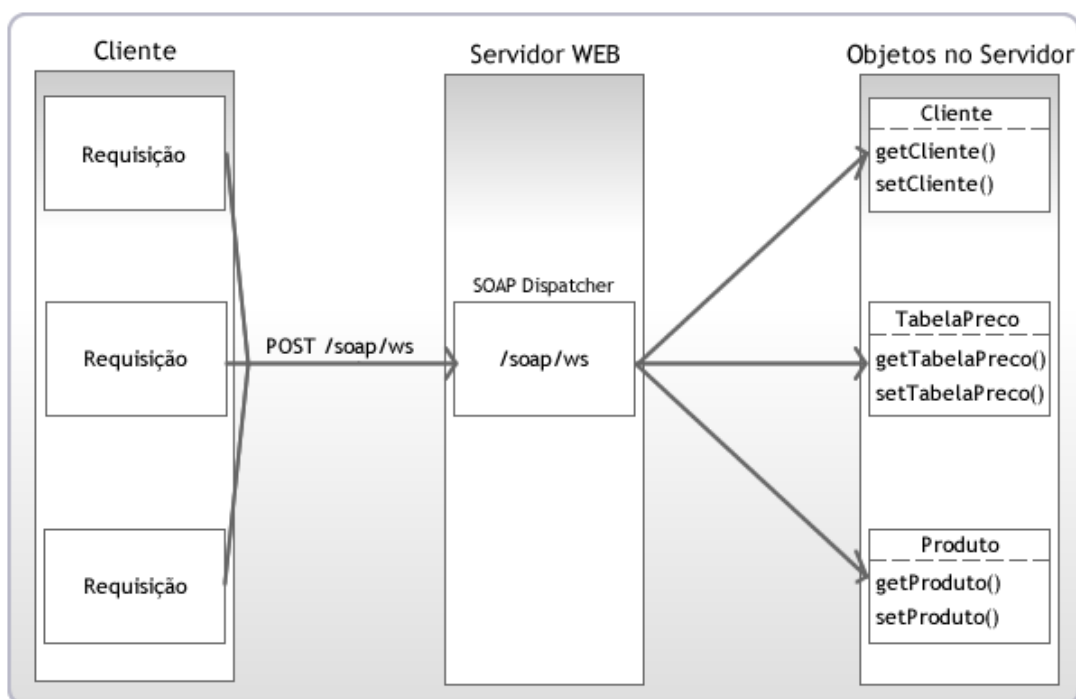 Cliente
Requisição
Requisição
Requisição
POST /soap/ws
Servidor WEB
SOAP Dispatcher
/soap/ws
Objetos no Servidor
Cliente
getCliente()
setCliente()
TabelaPreco
getTabelaPreco()
setTabelaPreco()
Produto
getProduto()
setProduto()